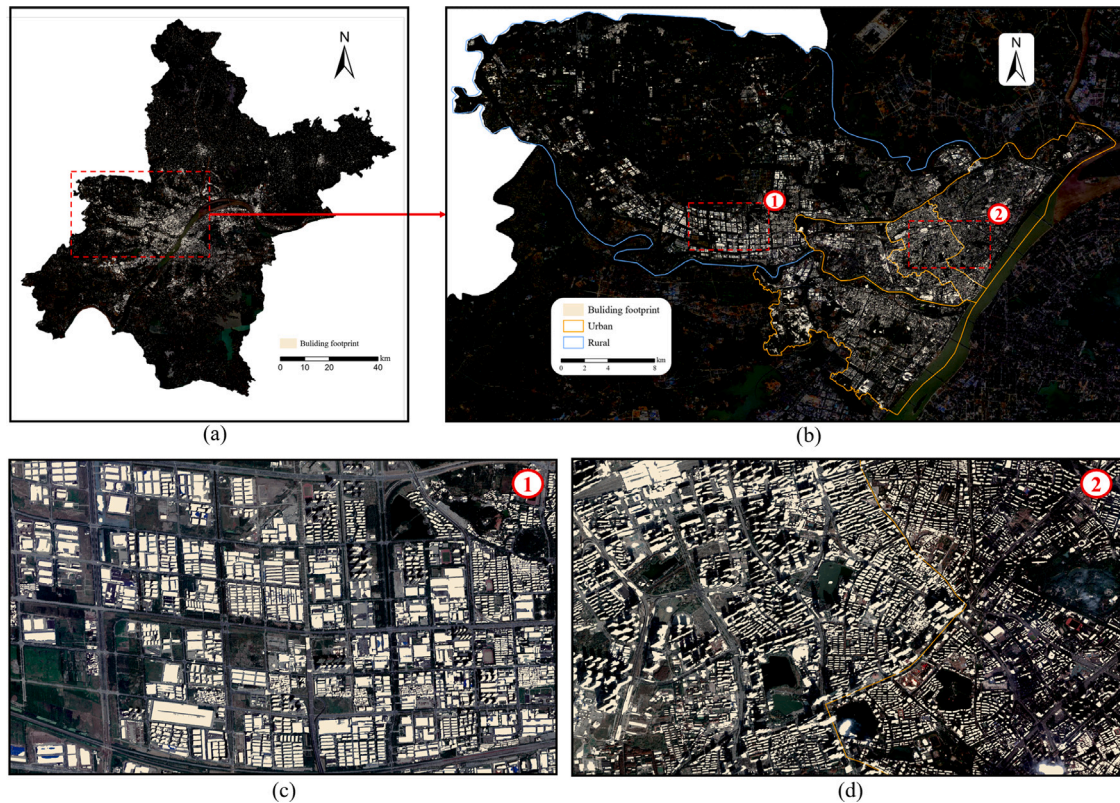 N
Buliding footprint
km
0 10 20 40
(a)
N
1
2
Buliding footprint
Urban
Rural
km
0 2 4 8
(b)
1
(c)
2
(d)